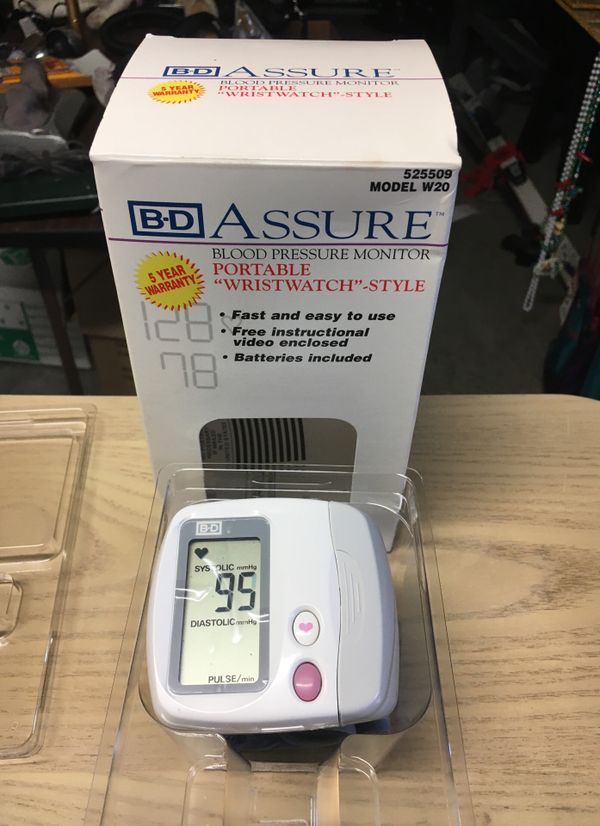 B-D ASSURE™
BLOOD PRESSURE MONITOR
PORTABLE
"WRISTWATCH"-STYLE
5 YEAR
WARRANTY
525509
MODEL W20
B-D ASSURE™
BLOOD PRESSURE MONITOR
PORTABLE
"WRISTWATCH"-STYLE
5 YEAR
WARRANTY
128
78
• Fast and easy to use
• Free instructional
video enclosed
• Batteries included
B-D
SYSTOLIC mmHg
95
DIASTOLIC mmHg
PULSE/min